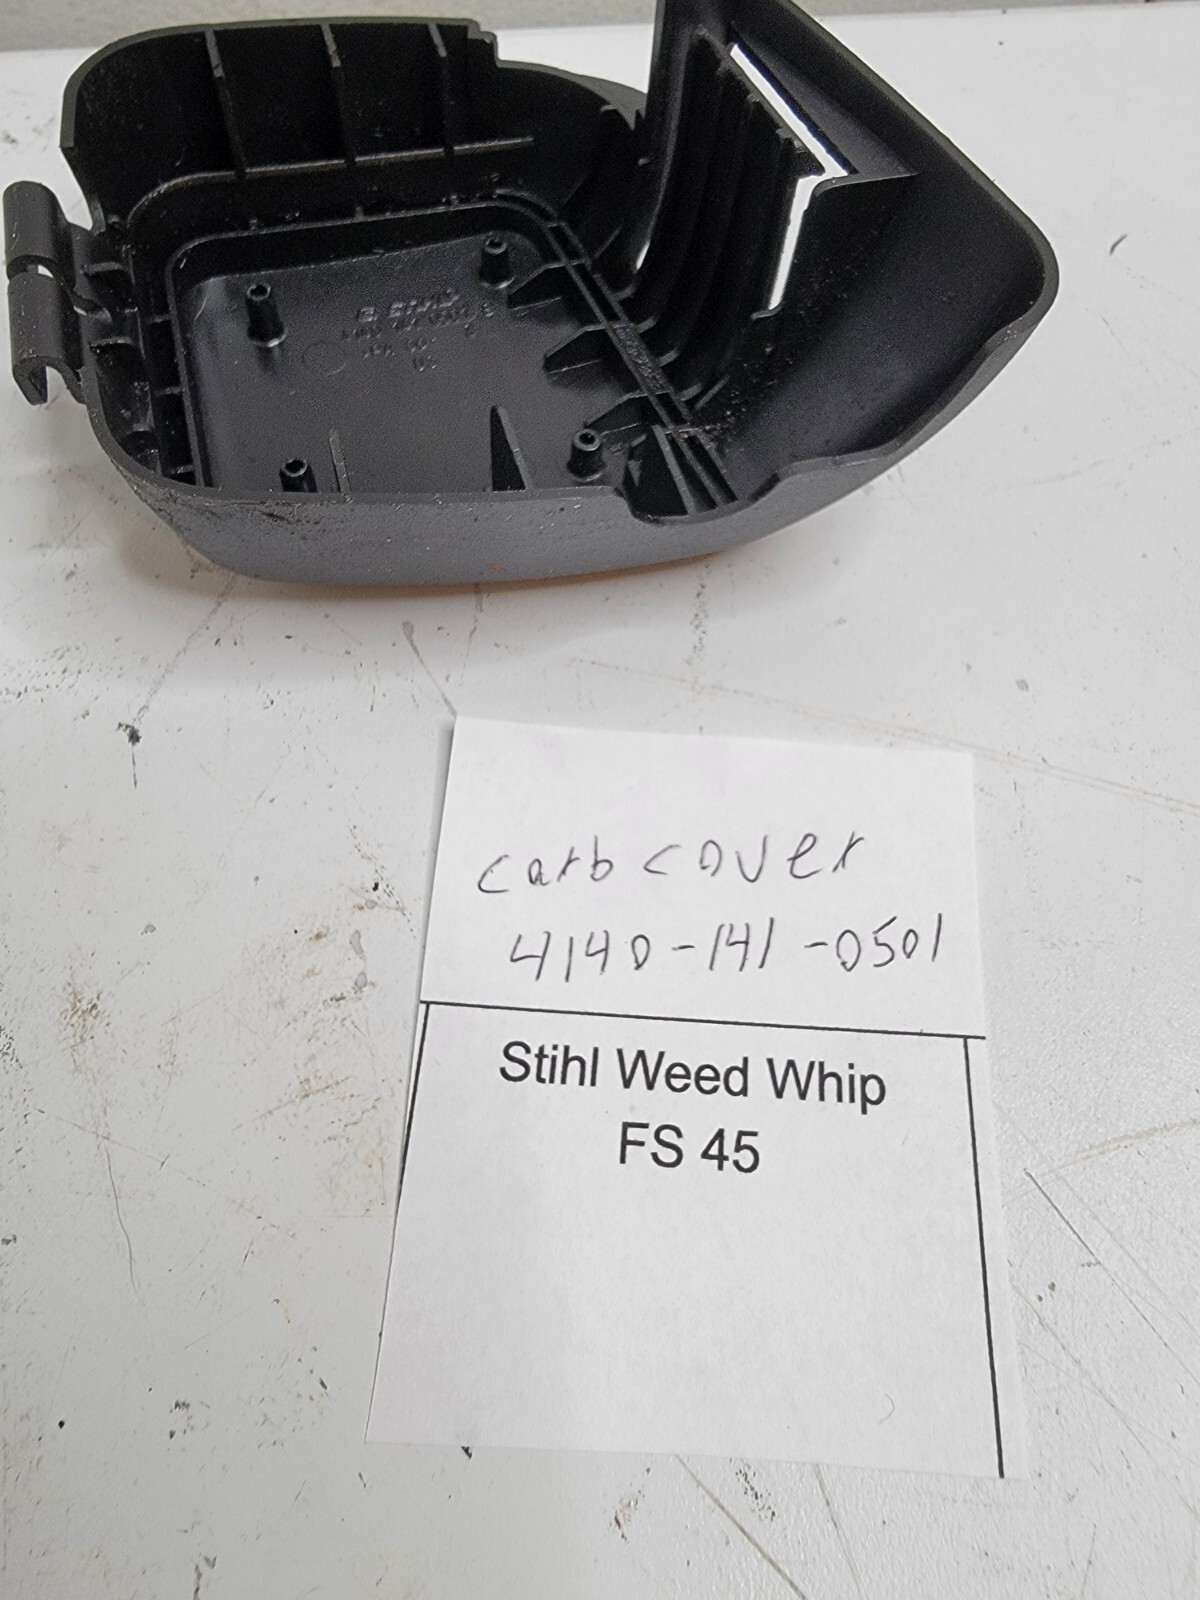 carb cover
4140-141-0501
Stihl Weed Whip
FS 45